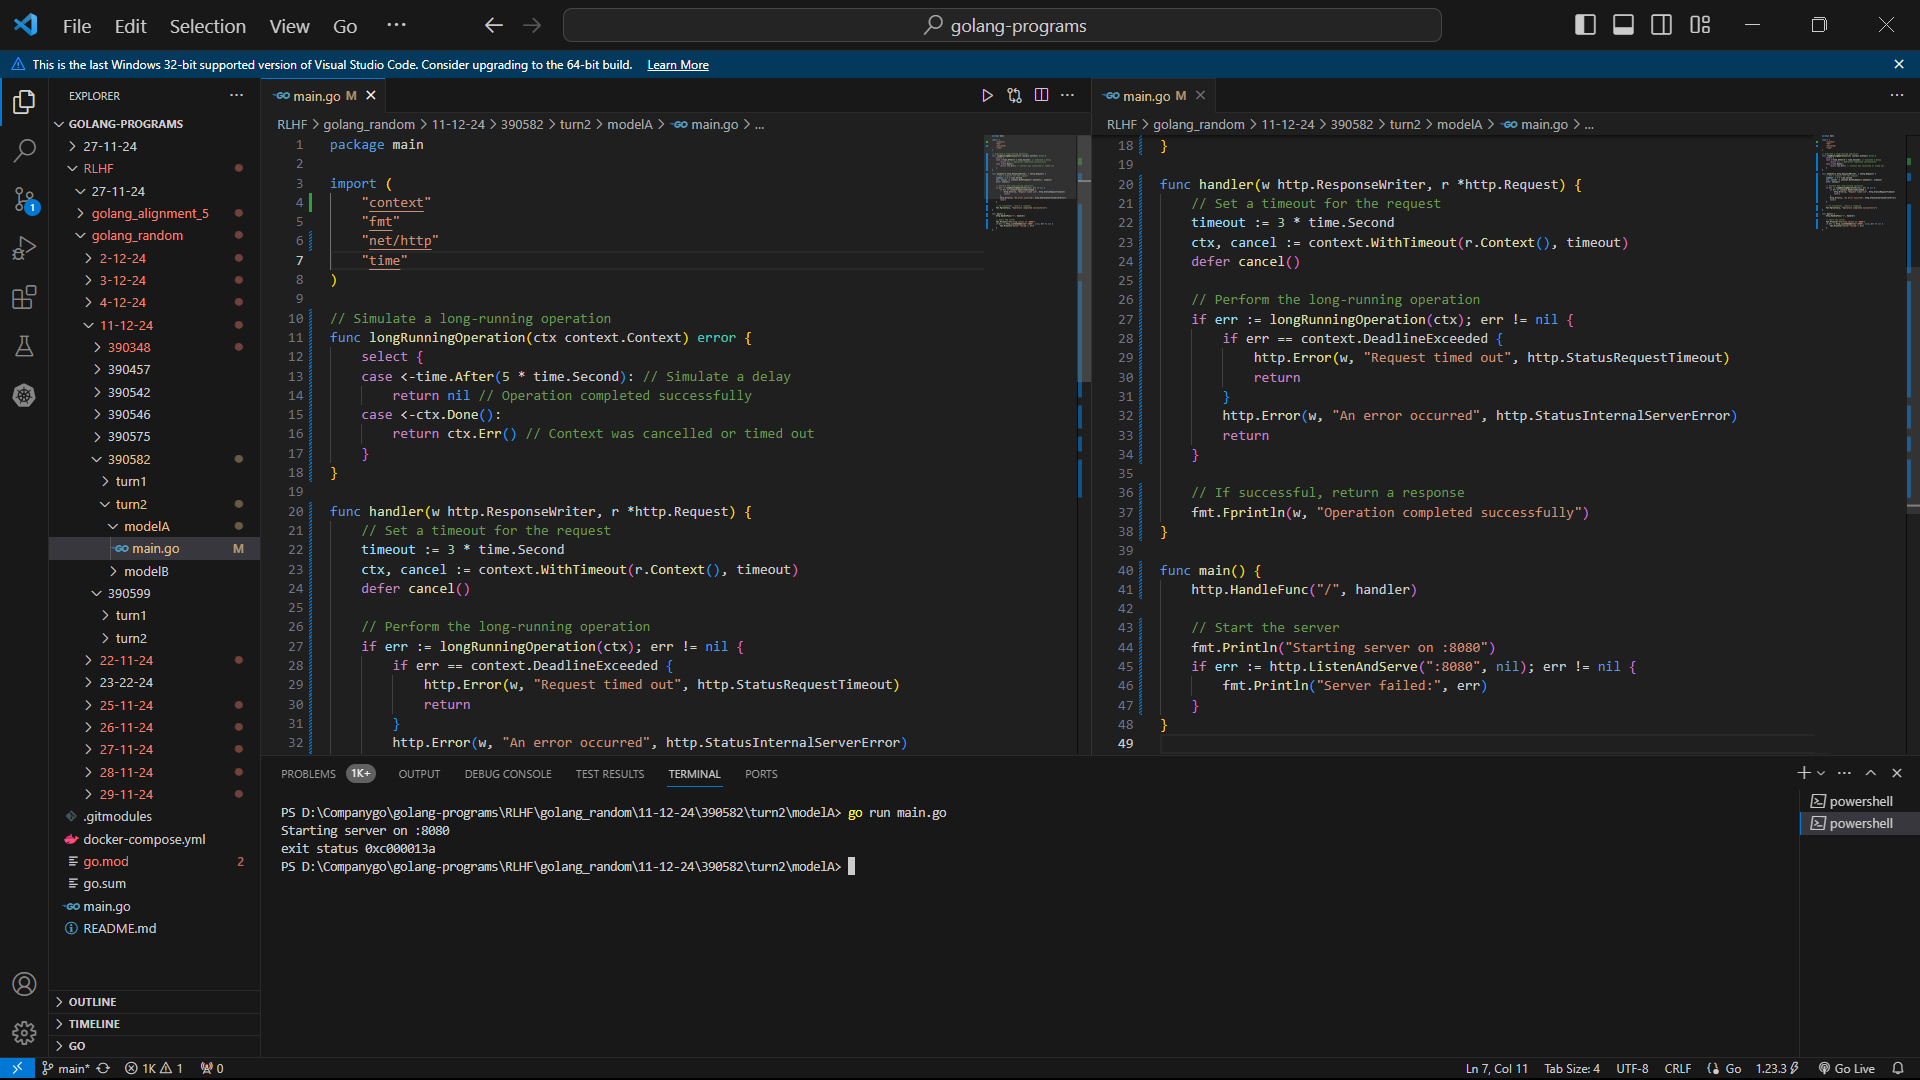 File Edit Selection View Go ···
golang-programs
This is the last Windows 32-bit supported version of Visual Studio Code. Consider upgrading to the 64-bit build. Learn More
EXPLORER
GOLANG-PROGRAMS
27-11-24
RLHF
27-11-24
golang_alignment_5
golang_random
2-12-24
3-12-24
4-12-24
11-12-24
390348
390457
390542
390546
390575
390582
turn1
turn2
modelA
main.go M
modelB
390599
turn1
turn2
22-11-24
23-22-24
25-11-24
26-11-24
27-11-24
28-11-24
29-11-24
.gitmodules
docker-compose.yml
go.mod 2
go.sum
main.go
README.md
OUTLINE
TIMELINE
GO
main.go M
RLHF > golang_random > 11-12-24 > 390582 > turn2 > modelA > main.go > ...
1 package main
2
3 import (
4 "context"
5 "fmt"
6 "net/http"
7 "time"
8 )
9
10 // Simulate a long-running operation
11 func longRunningOperation(ctx context.Context) error {
12 select {
13 case <-time.After(5 * time.Second): // Simulate a delay
14 return nil // Operation completed successfully
15 case <-ctx.Done():
16 return ctx.Err() // Context was cancelled or timed out
17 }
18 }
19
20 func handler(w http.ResponseWriter, r *http.Request) {
21 // Set a timeout for the request
22 timeout := 3 * time.Second
23 ctx, cancel := context.WithTimeout(r.Context(), timeout)
24 defer cancel()
25
26 // Perform the long-running operation
27 if err := longRunningOperation(ctx); err != nil {
28 if err == context.DeadlineExceeded {
29 http.Error(w, "Request timed out", http.StatusRequestTimeout)
30 return
31 }
32 http.Error(w, "An error occurred", http.StatusInternalServerError)
main.go M
RLHF > golang_random > 11-12-24 > 390582 > turn2 > modelA > main.go > ...
18 }
19
20 func handler(w http.ResponseWriter, r *http.Request) {
21 // Set a timeout for the request
22 timeout := 3 * time.Second
23 ctx, cancel := context.WithTimeout(r.Context(), timeout)
24 defer cancel()
25
26 // Perform the long-running operation
27 if err := longRunningOperation(ctx); err != nil {
28 if err == context.DeadlineExceeded {
29 http.Error(w, "Request timed out", http.StatusRequestTimeout)
30 return
31 }
32 http.Error(w, "An error occurred", http.StatusInternalServerError)
33 return
34 }
35
36 // If successful, return a response
37 fmt.Fprintln(w, "Operation completed successfully")
38 }
39
40 func main() {
41 http.HandleFunc("/", handler)
42
43 // Start the server
44 fmt.Println("Starting server on :8080")
45 if err := http.ListenAndServe(":8080", nil); err != nil {
46 fmt.Println("Server failed:", err)
47 }
48 }
49
PROBLEMS 1K+ OUTPUT DEBUG CONSOLE TEST RESULTS TERMINAL PORTS
PS D:\Companygo\golang-programs\RLHF\golang_random\11-12-24\390582\turn2\modelA> go run main.go
Starting server on :8080
exit status 0xc000013a
PS D:\Companygo\golang-programs\RLHF\golang_random\11-12-24\390582\turn2\modelA>
powershell
powershell
1
main* 1K 1 0 Ln 7, Col 11 Tab Size: 4 UTF-8 CRLF Go 1.23.3 Go Live